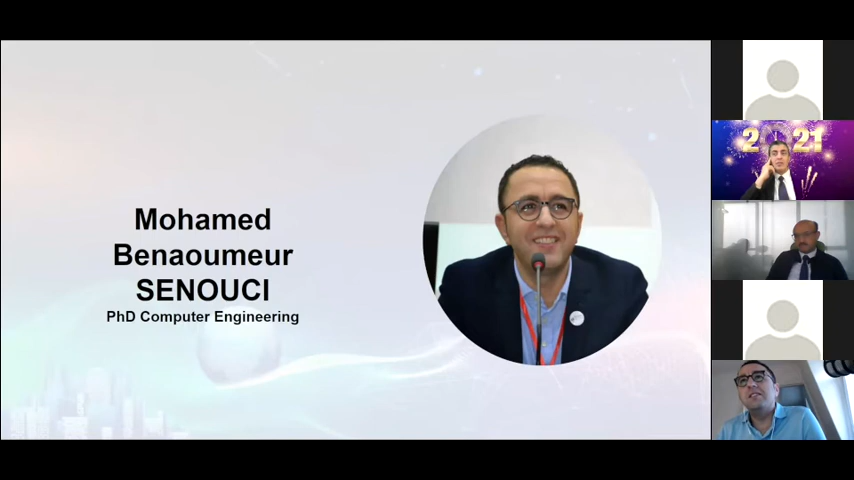 Mohamed
Benaoumeur
SENOUCI
PhD Computer Engineering
2021